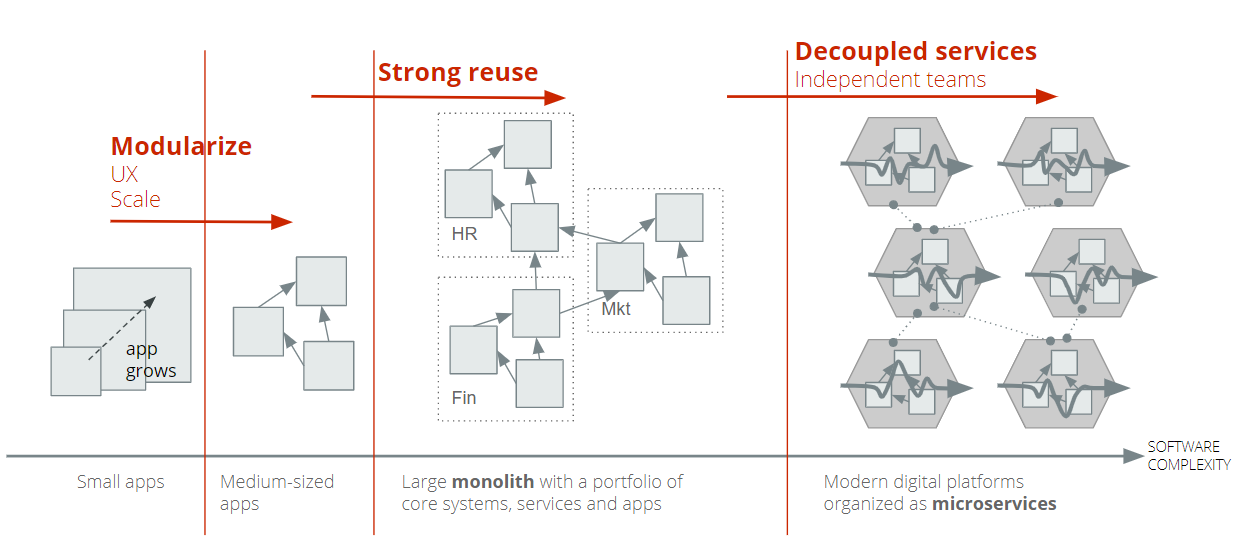 Decoupled services
Independent teams
Strong reuse
Modularize
UX
Scale
HR
Mkt
Fin
app
grows
SOFTWARE
COMPLEXITY
Small apps
Medium-sized
apps
Large monolith with a portfolio of
core systems, services and apps
Modern digital platforms
organized as microservices